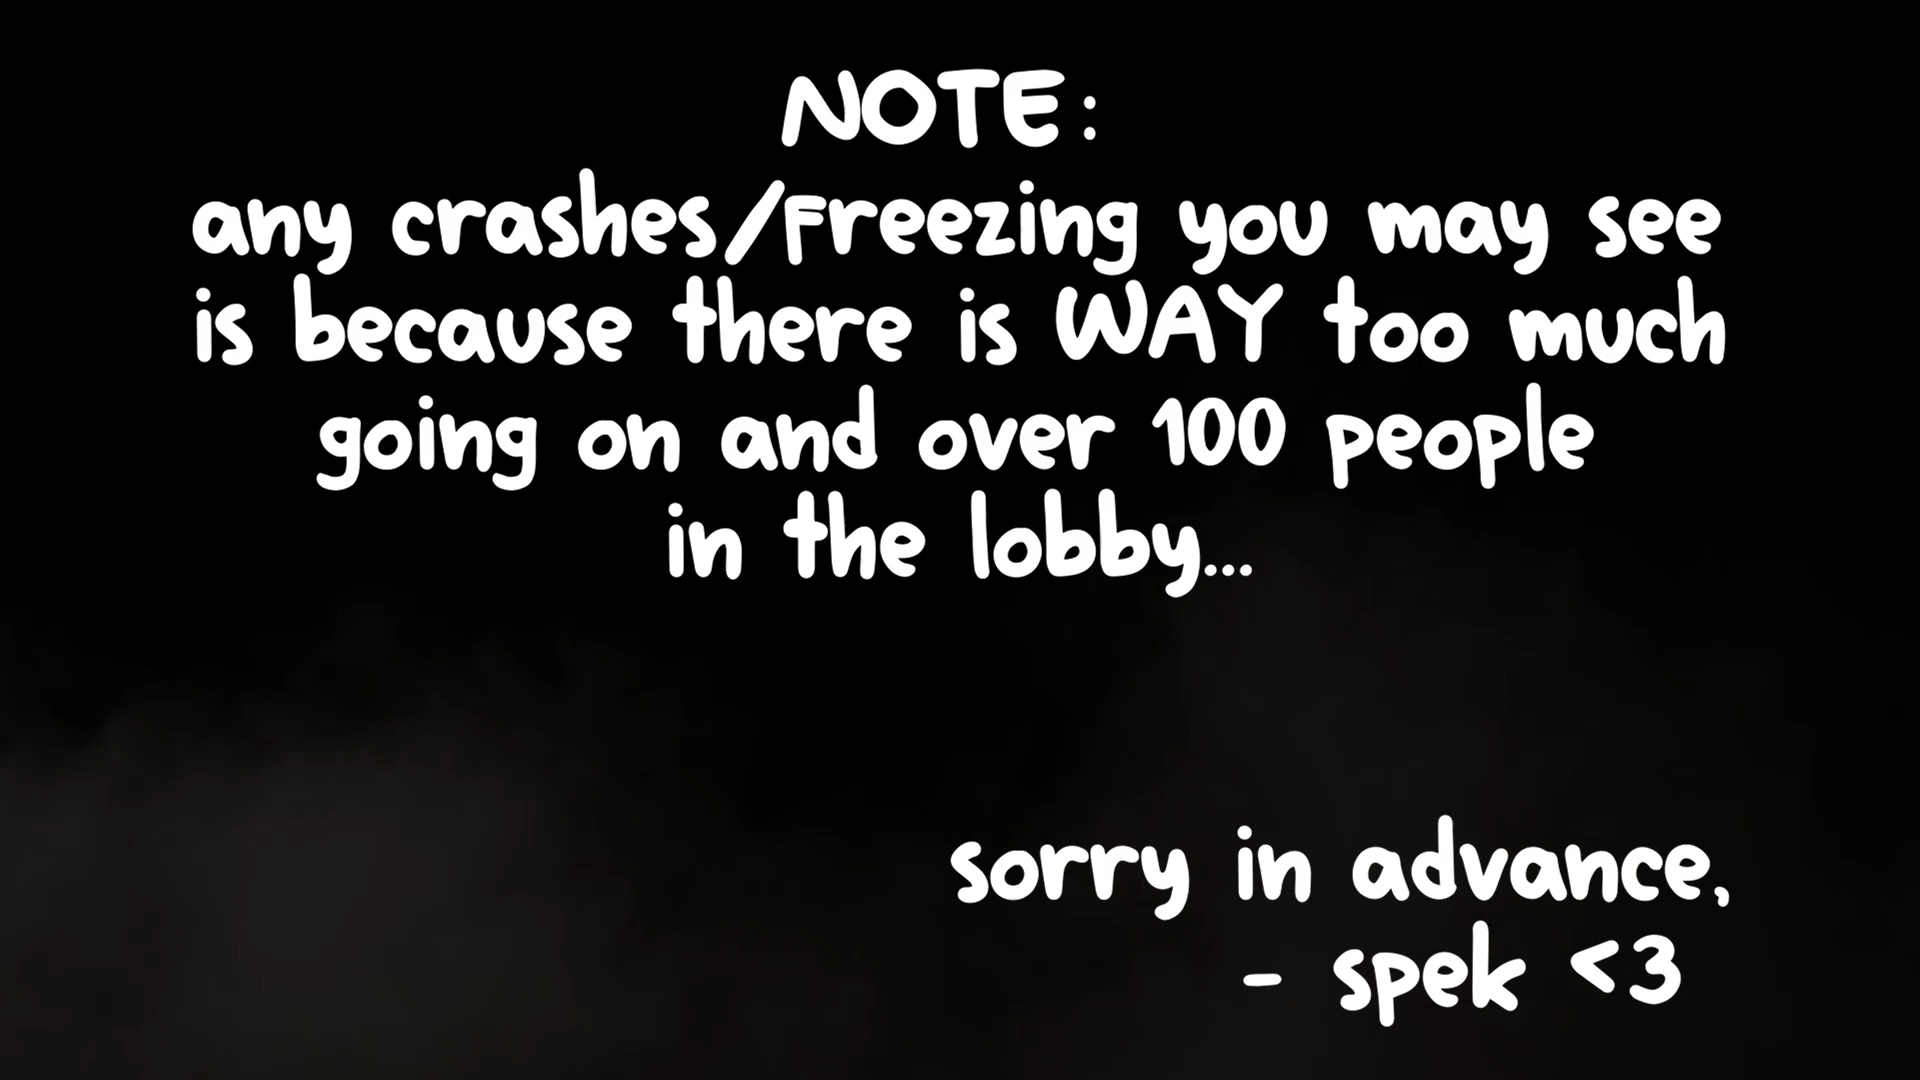 NOTE:
any crashes/freezing you may see
is because there is WAY too much
going on and over 100 people
in the lobby...
sorry in advance,
- spek <3